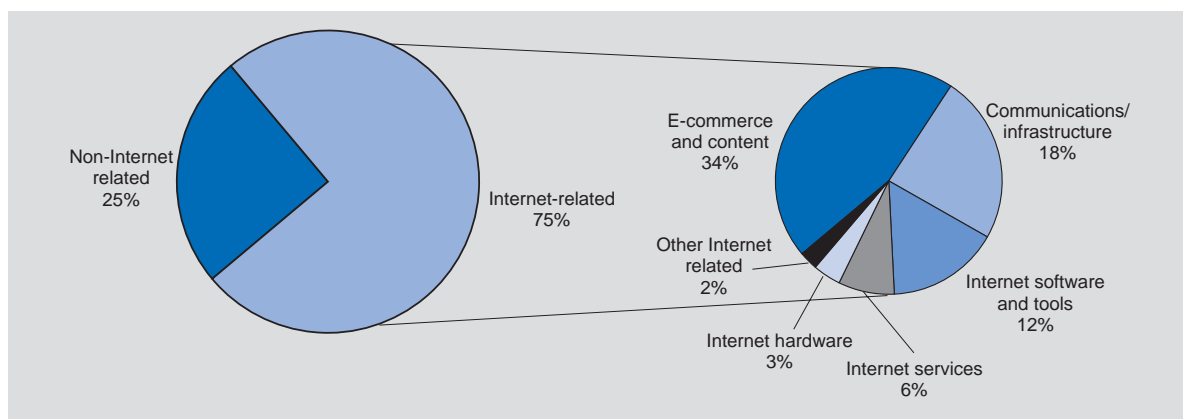 Non-Internet
related
25%
Internet-related
75%
E-commerce
and content
34%
Communications/
infrastructure
18%
Other Internet
related
2%
Internet software
and tools
12%
Internet hardware
3%
Internet services
6%